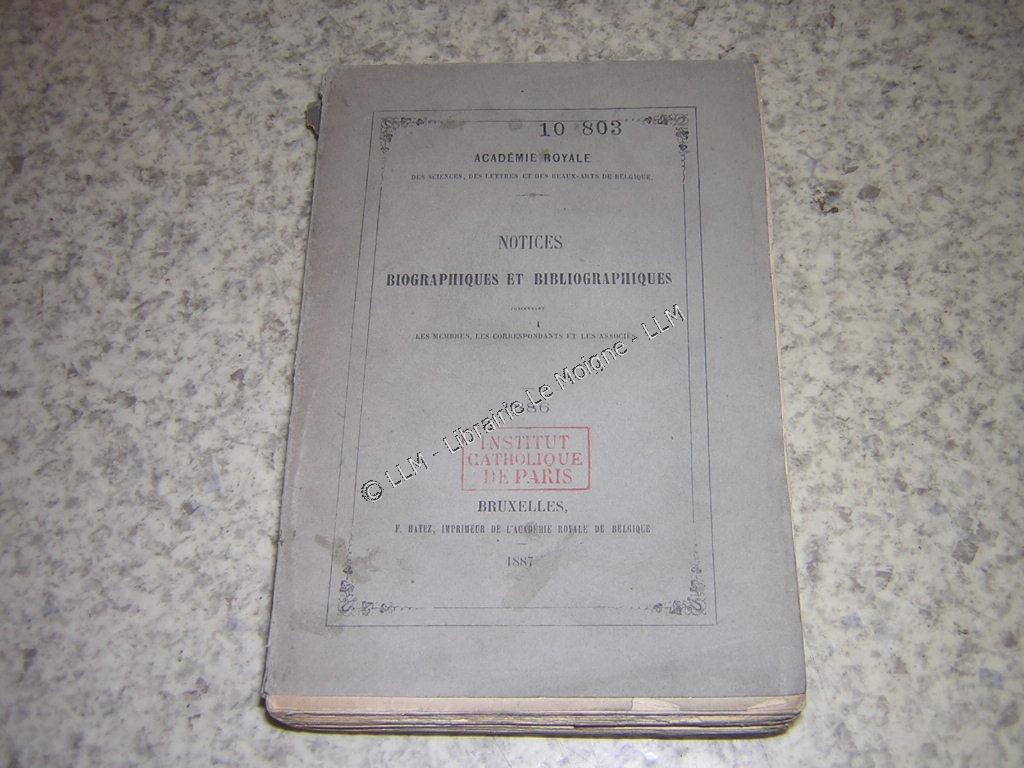 10 803
ACADÉMIE ROYALE
DES SCIENCES, DES LETTRES ET DES BEAUX-ARTS DE BELGIQUE.
NOTICES
BIOGRAPHIQUES ET BIBLIOGRAPHIQUES
CONCERNANT
LES MEMBRES, LES CORRESPONDANTS ET LES ASSOCIÉS.
© LLM - Librairie Le Moigne - LLM
INSTITUT
CATHOLIQUE
DE PARIS
BRUXELLES,
F. HAYEZ, IMPRIMEUR DE L'ACADÉMIE ROYALE DE BELGIQUE
1887